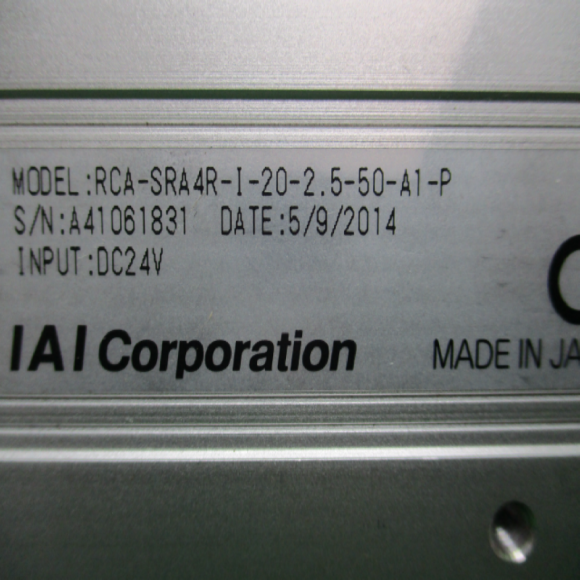 MODEL:RCA-SRA4R-I-20-2.5-50-A1-P
S/N:A41061831 DATE:5/9/2014
INPUT:DC24V
IAI Corporation MADE IN JA